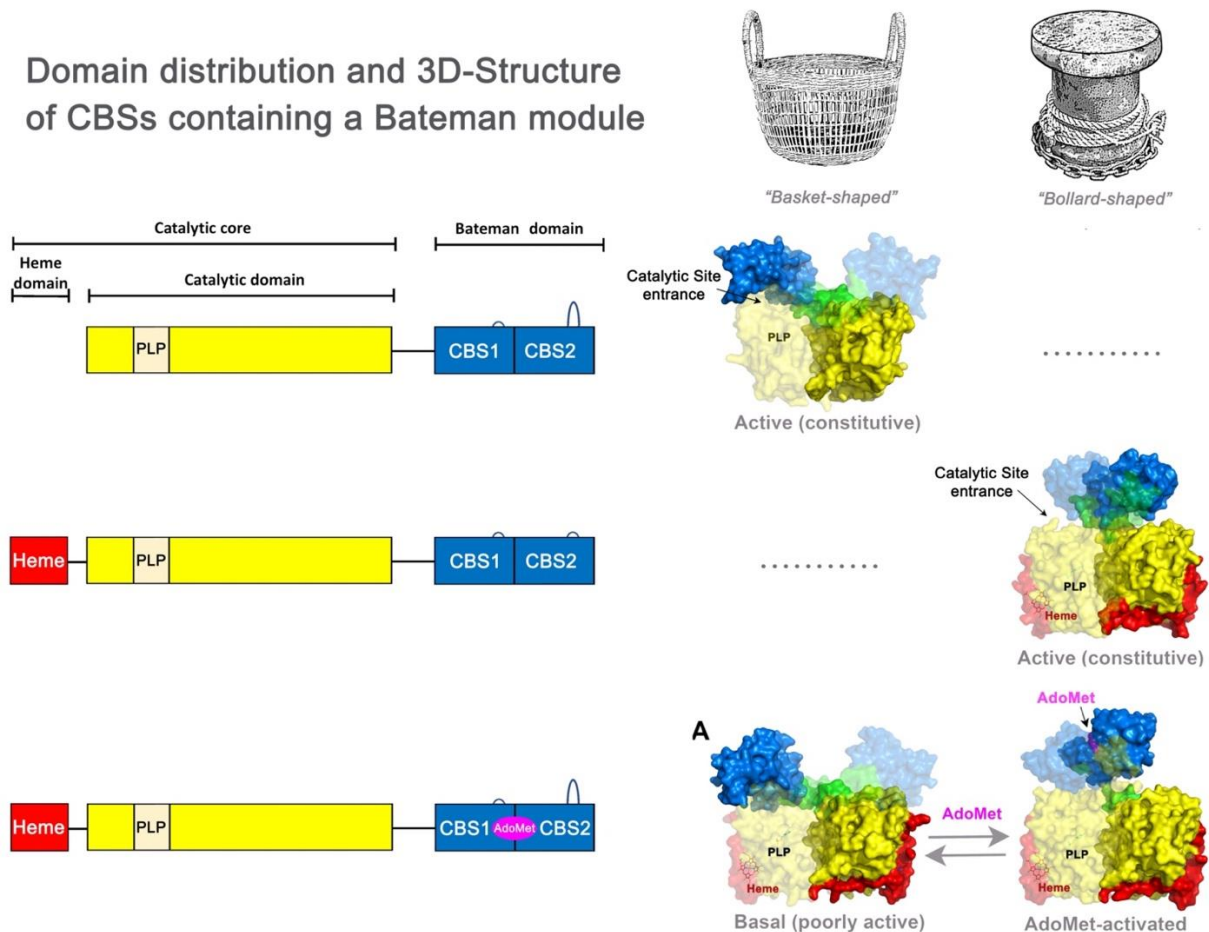 Domain distribution and 3D-Structure
of CBSs containing a Bateman module
"Basket-shaped"
"Bollard-shaped"
Catalytic core
Bateman domain
Heme
domain
Catalytic domain
PLP
CBS1
CBS2
Catalytic Site
entrance
PLP
Active (constitutive)
Heme
PLP
CBS1
CBS2
Catalytic Site
entrance
PLP
Heme
Active (constitutive)
Heme
PLP
CBS1
AdoMet
CBS2
A
PLP
Heme
Basal (poorly active)
AdoMet
AdoMet
PLP
Heme
AdoMet-activated